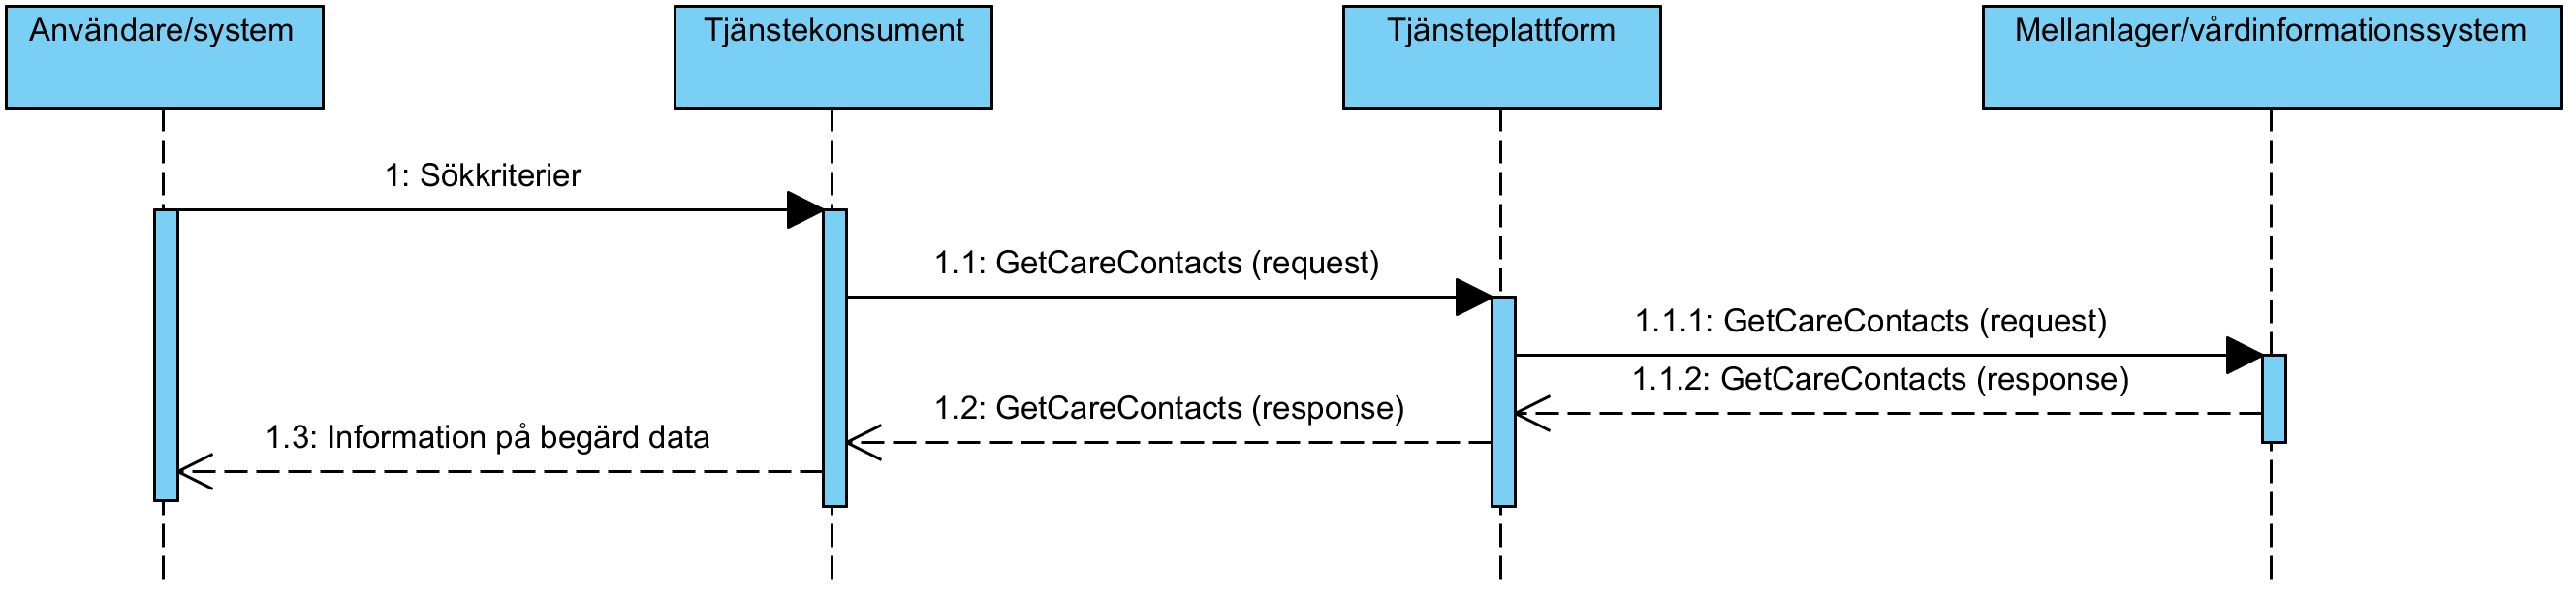 Användare/system
Tjänstekonsument
Tjänsteplattform
Mellanlager/vårdinformationssystem
1: Sökkriterier
1.1: GetCareContacts (request)
1.1.1: GetCareContacts (request)
1.1.2: GetCareContacts (response)
1.2: GetCareContacts (response)
1.3: Information på begärd data